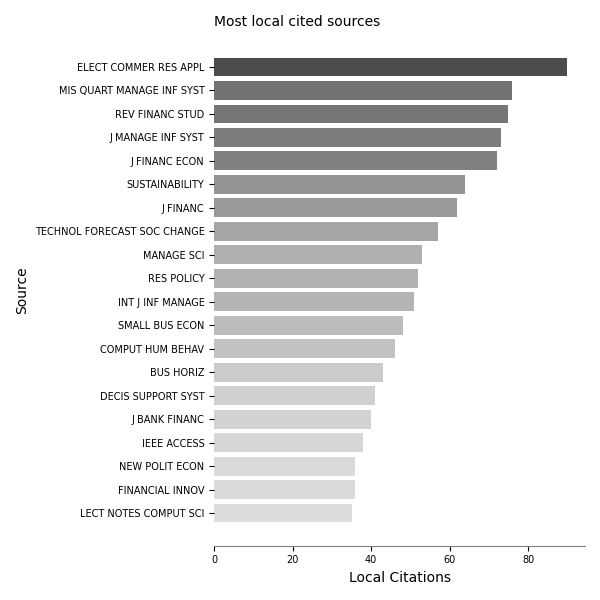 Most local cited sources
ELECT COMMER RES APPL
MIS QUART MANAGE INF SYST
REV FINANC STUD
J MANAGE INF SYST
J FINANC ECON
SUSTAINABILITY
J FINANC
TECHNOL FORECAST SOC CHANGE
MANAGE SCI
RES POLICY
INT J INF MANAGE
SMALL BUS ECON
COMPUT HUM BEHAV
BUS HORIZ
DECIS SUPPORT SYST
J BANK FINANC
IEEE ACCESS
NEW POLIT ECON
FINANCIAL INNOV
LECT NOTES COMPUT SCI
Source
0 20 40 60 80
Local Citations